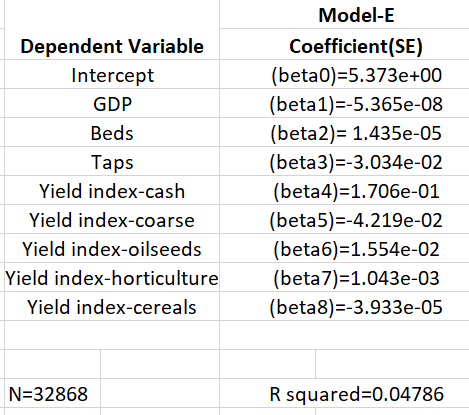 Model-E
Dependent Variable Coefficient(SE)
Intercept (beta0)=5.373e+00
GDP (beta1)=-5.365e-08
Beds (beta2)= 1.435e-05
Taps (beta3)=-3.034e-02
Yield index-cash (beta4)=1.706e-01
Yield index-coarse (beta5)=-4.219e-02
Yield index-oilseeds (beta6)=1.554e-02
Yield index-horticulture (beta7)=1.043e-03
Yield index-cereals (beta8)=-3.933e-05
N=32868 R squared=0.04786